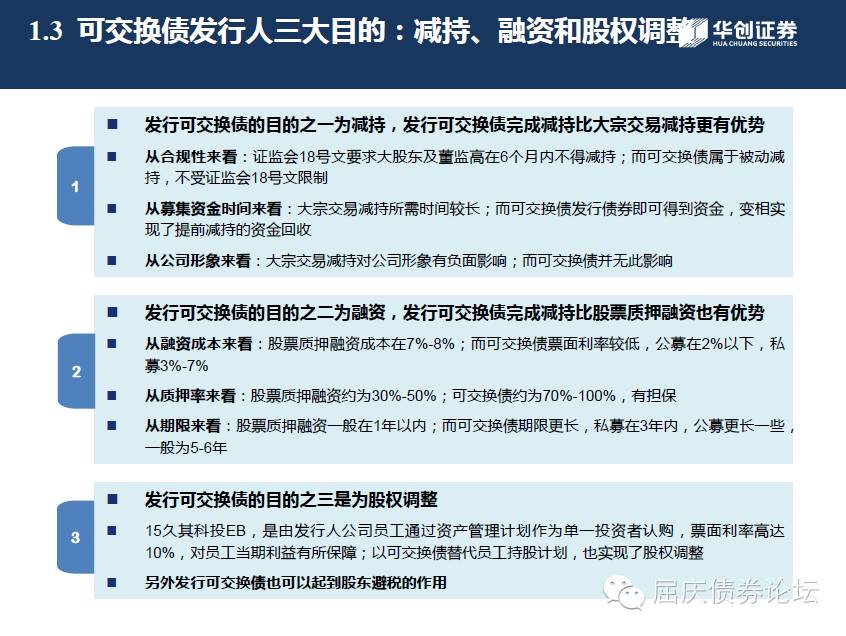 1.3 可交换债发行人三大目的：减持、融资和股权调整
华创证券
HUA CHUANG SECURITIES
1
发行可交换债的目的之一为减持，发行可交换债完成减持比大宗交易减持更有优势
从合规性来看：证监会18号文要求大股东及董监高在6个月内不得减持；而可交换债属于被动减
持，不受证监会18号文限制
从募集资金时间来看：大宗交易减持所需时间较长；而可交换债发行债券即可得到资金，变相实
现了提前减持的资金回收
从公司形象来看：大宗交易减持对公司形象有负面影响；而可交换债并无此影响
2
发行可交换债的目的之二为融资，发行可交换债完成减持比股票质押融资也有优势
从融资成本来看：股票质押融资成本在7%-8%；而可交换债票面利率较低，公募在2%以下，私
募3%-7%
从质押率来看：股票质押融资约为30%-50%；可交换债约为70%-100%，有担保
从期限来看：股票质押融资一般在1年以内；而可交换债期限更长，私募在3年内，公募更长一些，
一般为5-6年
3
发行可交换债的目的之三是为股权调整
15久其科投EB，是由发行人公司员工通过资产管理计划作为单一投资者认购，票面利率高达
10%，对员工当期利益有所保障；以可交换债替代员工持股计划，也实现了股权调整
另外发行可交换债也可以起到股东避税的作用
屈庆债券论坛